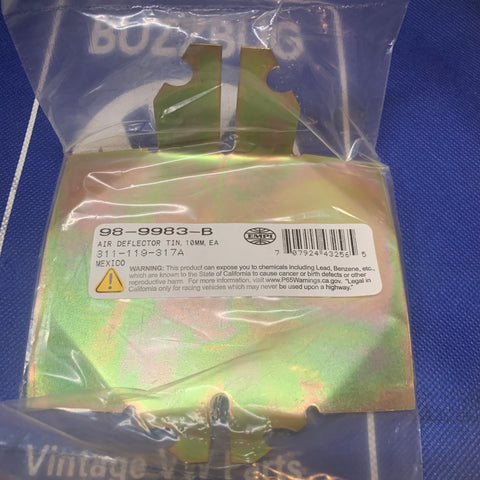 BUZZBUG
98-9983-B
AIR DEFLECTOR TIN, 10MM, EA
311-119-317A
MEXICO
EMPI
7 07924 43256 5
WARNING: This product can expose you to chemicals including Lead, Benzene, etc.,
which are known to the State of California to cause cancer or birth defects or other
reproductive harm. For more information, visit www.P65Warnings.ca.gov, "Legal in
California only for racing vehicles which may never be used upon a highway."
Vintage VW Parts